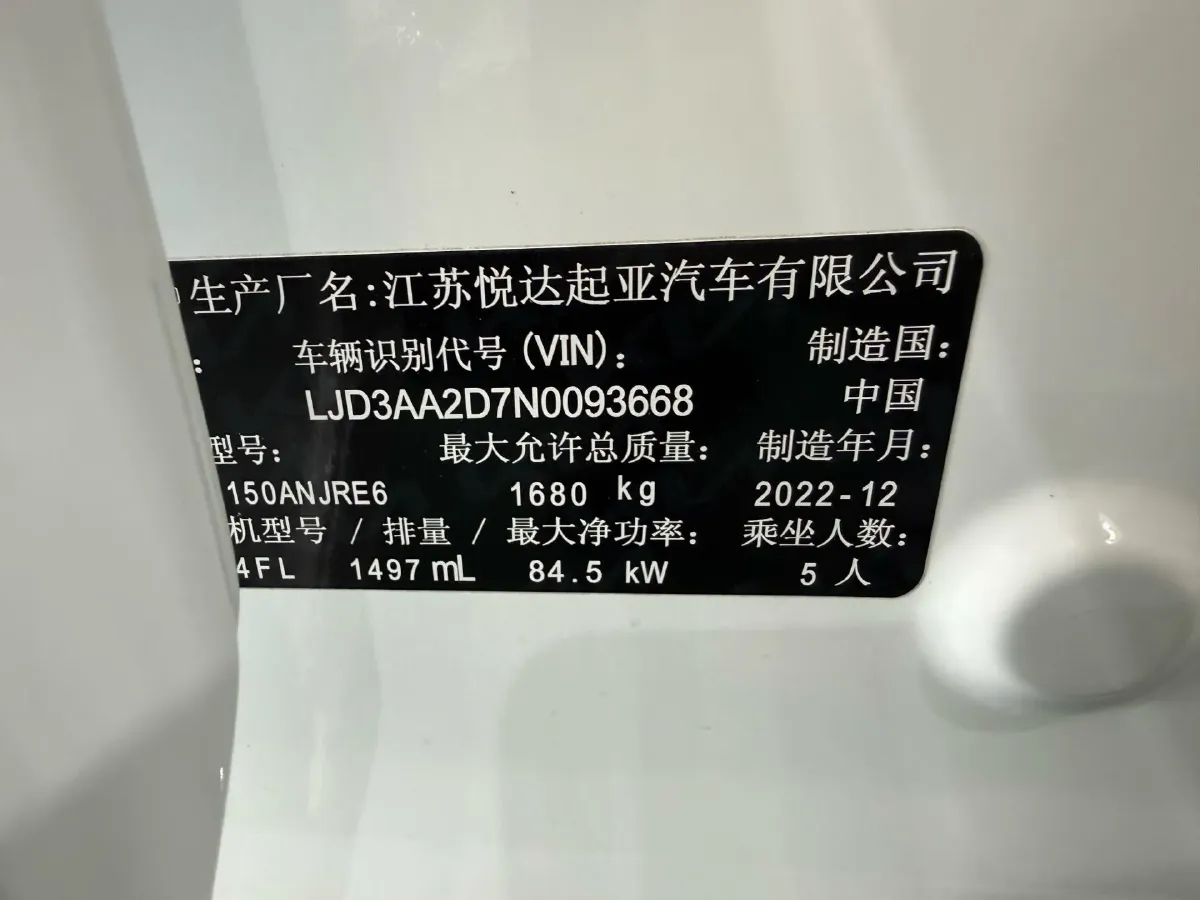 生产厂名:江苏悦达起亚汽车有限公司
: 车辆识别代号(VIN): 制造国:
LJD3AA2D7N0093668 中国
型号: 最大允许总质量: 制造年月:
150ANJRE6 1680 kg 2022-12
机型号 / 排量 / 最大净功率: 乘坐人数:
4FL 1497 mL 84.5 kW 5 人